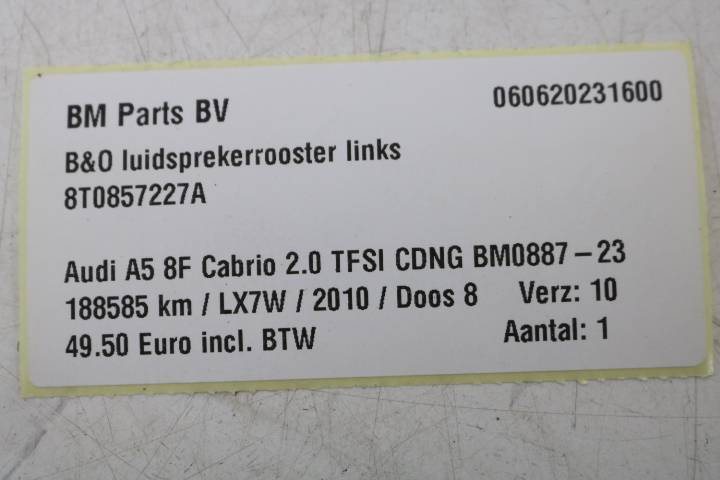 BM Parts BV 060620231600
B&O luidsprekerrooster links
8T0857227A
Audi A5 8F Cabrio 2.0 TFSI CDNG BM0887-23
188585 km / LX7W / 2010 / Doos 8 Verz: 10
49.50 Euro incl. BTW Aantal: 1